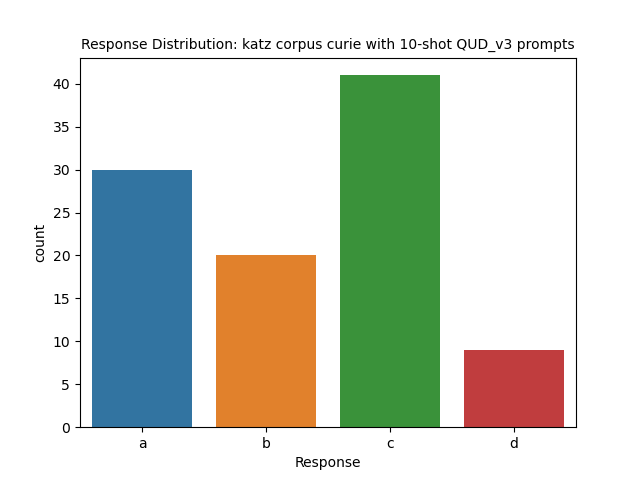 Response Distribution: katz corpus curie with 10-shot QUD_v3 prompts
40
35
30
25
20
15
10
5
0
count
a b c d
Response